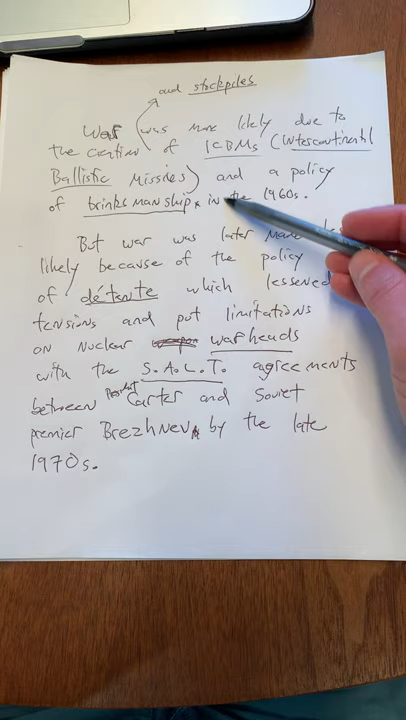 and stockpiles
War was more likely due to
the creation of ICBMs (Intercontinental
Ballistic Missiles) and a policy
of brinksmanship in the 1960s.
But war was later made
likely because of the policy
of détente which lessened
tensions and put limitations
on nuclear warheads
with the S.A.L.T. agreements
between Carter and Soviet
premier Brezhnev by the late
1970s.